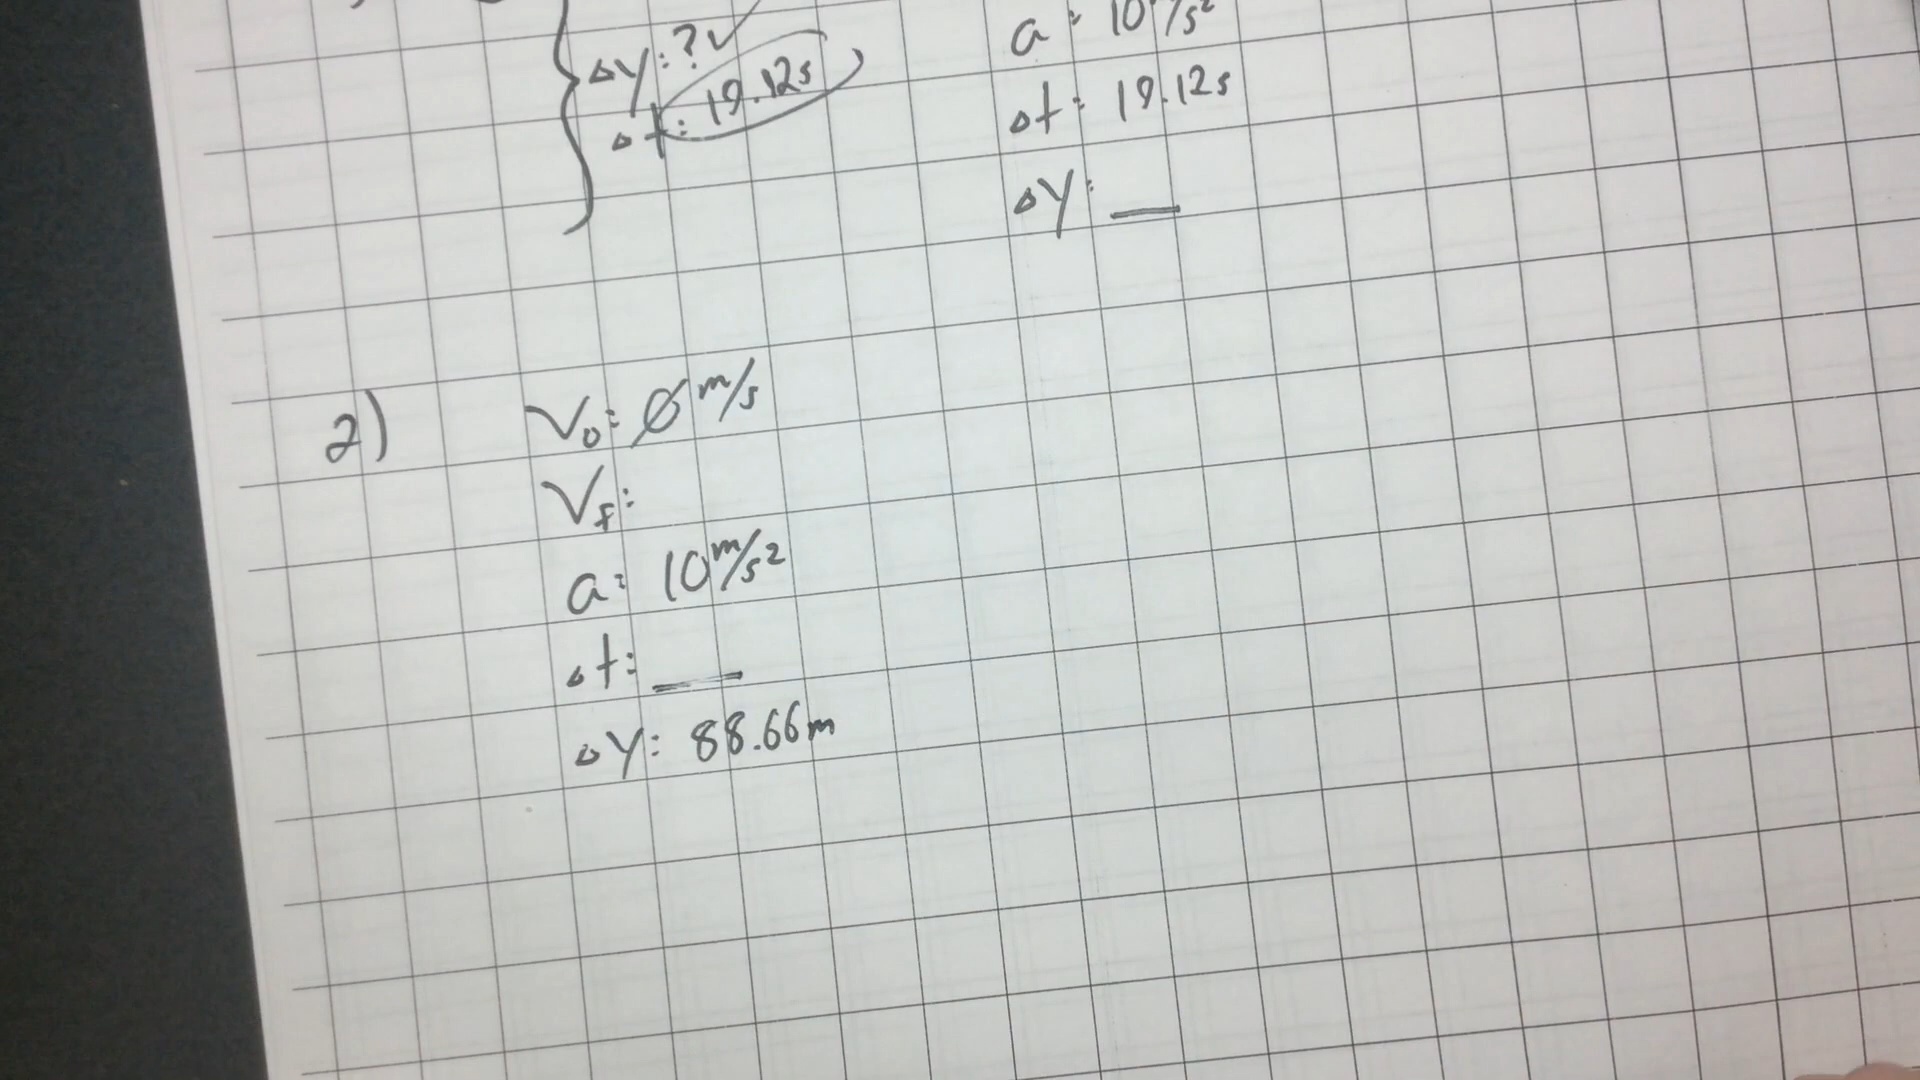 Δy: ? ✓
Δt: 19.12s
a: 10 m/s²
Δt: 19.12s
Δy: __
2)
V₀: Ø m/s
Vf:
a: 10 m/s²
Δt: __
Δy: 88.66m